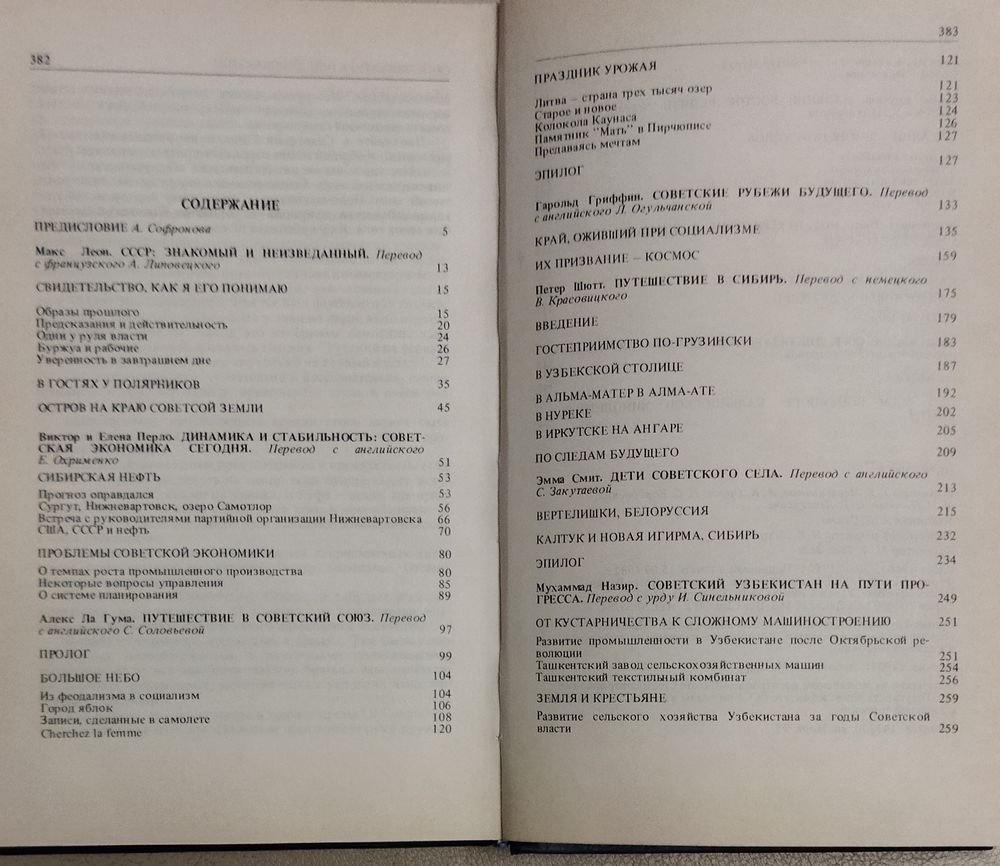 382
СОДЕРЖАНИЕ
ПРЕДИСЛОВИЕ А. Софронова 5
Макс Леон. СССР: ЗНАКОМЫЙ И НЕИЗВЕДАННЫЙ. Перевод
с французского А. Липовецкого 13
СВИДЕТЕЛЬСТВО, КАК Я ЕГО ПОНИМАЮ 15
Образы прошлого 15
Предсказания и действительность 20
Одни у руля власти 24
Буржуа и рабочие 26
Уверенность в завтрашнем дне 27
В ГОСТЯХ У ПОЛЯРНИКОВ 35
ОСТРОВ НА КРАЮ СОВЕТСОЙ ЗЕМЛИ 45
Виктор и Елена Перло. ДИНАМИКА И СТАБИЛЬНОСТЬ: СОВЕТ-
СКАЯ ЭКОНОМИКА СЕГОДНЯ. Перевод с английского
Е. Охрименко 51
СИБИРСКАЯ НЕФТЬ 53
Прогноз оправдался 53
Сургут, Нижневартовск, озеро Самотлор 56
Встреча с руководителями партийной организации Нижневартовска 66
США, СССР и нефть 70
ПРОБЛЕМЫ СОВЕТСКОЙ ЭКОНОМИКИ 80
О темпах роста промышленного производства 80
Некоторые вопросы управления 85
О системе планирования 89
Алекс Ла Гума. ПУТЕШЕСТВИЕ В СОВЕТСКИЙ СОЮЗ. Перевод
с английского С. Соловьевой 97
ПРОЛОГ 99
БОЛЬШОЕ НЕБО 104
Из феодализма в социализм 104
Город яблок 106
Записи, сделанные в самолете 108
Cherchez la femme 120
383
ПРАЗДНИК УРОЖАЯ 121
Литва – страна трех тысяч озер 121
Старое и новое 123
Колокола Каунаса 124
Памятник "Мать" в Пирчюписе 126
Предаваясь мечтам 127
ЭПИЛОГ 127
Гарольд Гриффин. СОВЕТСКИЕ РУБЕЖИ БУДУЩЕГО. Перевод
с английского Л. Огульчанской 133
КРАЙ, ОЖИВШИЙ ПРИ СОЦИАЛИЗМЕ 135
ИХ ПРИЗВАНИЕ – КОСМОС 159
Петер Шютт. ПУТЕШЕСТВИЕ В СИБИРЬ. Перевод с немецкого
В. Красовицкого 175
ВВЕДЕНИЕ 179
ГОСТЕПРИИМСТВО ПО-ГРУЗИНСКИ 183
В УЗБЕКСКОЙ СТОЛИЦЕ 187
В АЛЬМА-МАТЕР В АЛМА-АТЕ 192
В НУРЕКЕ 202
В ИРКУТСКЕ НА АНГАРЕ 205
ПО СЛЕДАМ БУДУЩЕГО 209
Эмма Смит. ДЕТИ СОВЕТСКОГО СЕЛА. Перевод с английского
С. Закутаевой 213
ВЕРТЕЛИШКИ, БЕЛОРУССИЯ 215
КАЛТУК И НОВАЯ ИГИРМА, СИБИРЬ 232
ЭПИЛОГ 234
Мухаммад Назир. СОВЕТСКИЙ УЗБЕКИСТАН НА ПУТИ ПРО-
ГРЕССА. Перевод с урду И. Синельниковой 249
ОТ КУСТАРНИЧЕСТВА К СЛОЖНОМУ МАШИНОСТРОЕНИЮ 251
Развитие промышленности в Узбекистане после Октябрьской ре-
волюции 251
Ташкентский завод сельскохозяйственных машин 254
Ташкентский текстильный комбинат 256
ЗЕМЛЯ И КРЕСТЬЯНЕ 259
Развитие сельского хозяйства Узбекистана за годы Советской
власти 259